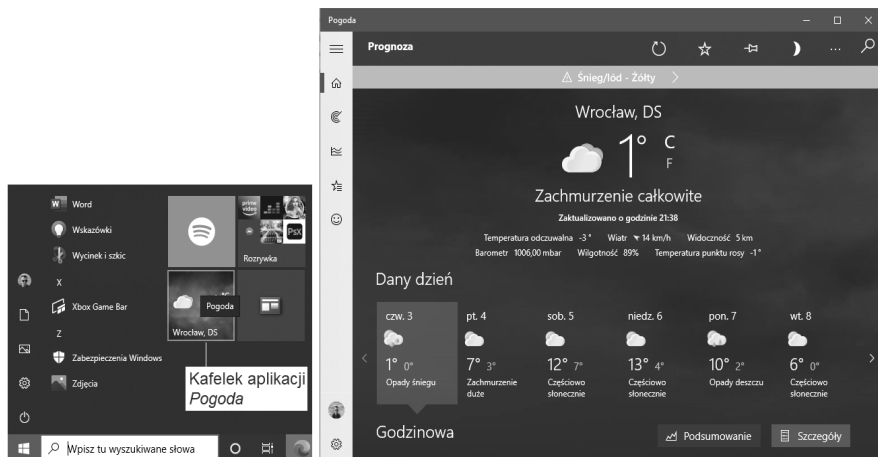 Word
Wskazówki
Wycinek i szkic
X
Xbox Game Bar
Z
Zabezpieczenia Windows
Zdjęcia
prime video
PsX
Rozrywka
Pogoda
Wrocław, DS
Kafelek aplikacji
Pogoda
Wpisz tu wyszukiwane słowa
Pogoda
Prognoza
Śnieg/lód - Żółty
Wrocław, DS
1° C
F
Zachmurzenie całkowite
Zaktualizowano o godzinie 21:38
Temperatura odczuwalna -3° Wiatr 14 km/h Widoczność 5 km
Barometr 1006,00 mbar Wilgotność 89% Temperatura punktu rosy -1°
Dany dzień
czw. 3 pt. 4 sob. 5 niedz. 6 pon. 7 wt. 8
1° 0° 7° 3° 12° 7° 13° 4° 10° 2° 6° 0°
Opady śniegu Zachmurzenie Częściowo Częściowo Opady deszczu Częściowo
duże słonecznie słonecznie słonecznie
Godzinowa
Podsumowanie Szczegóły